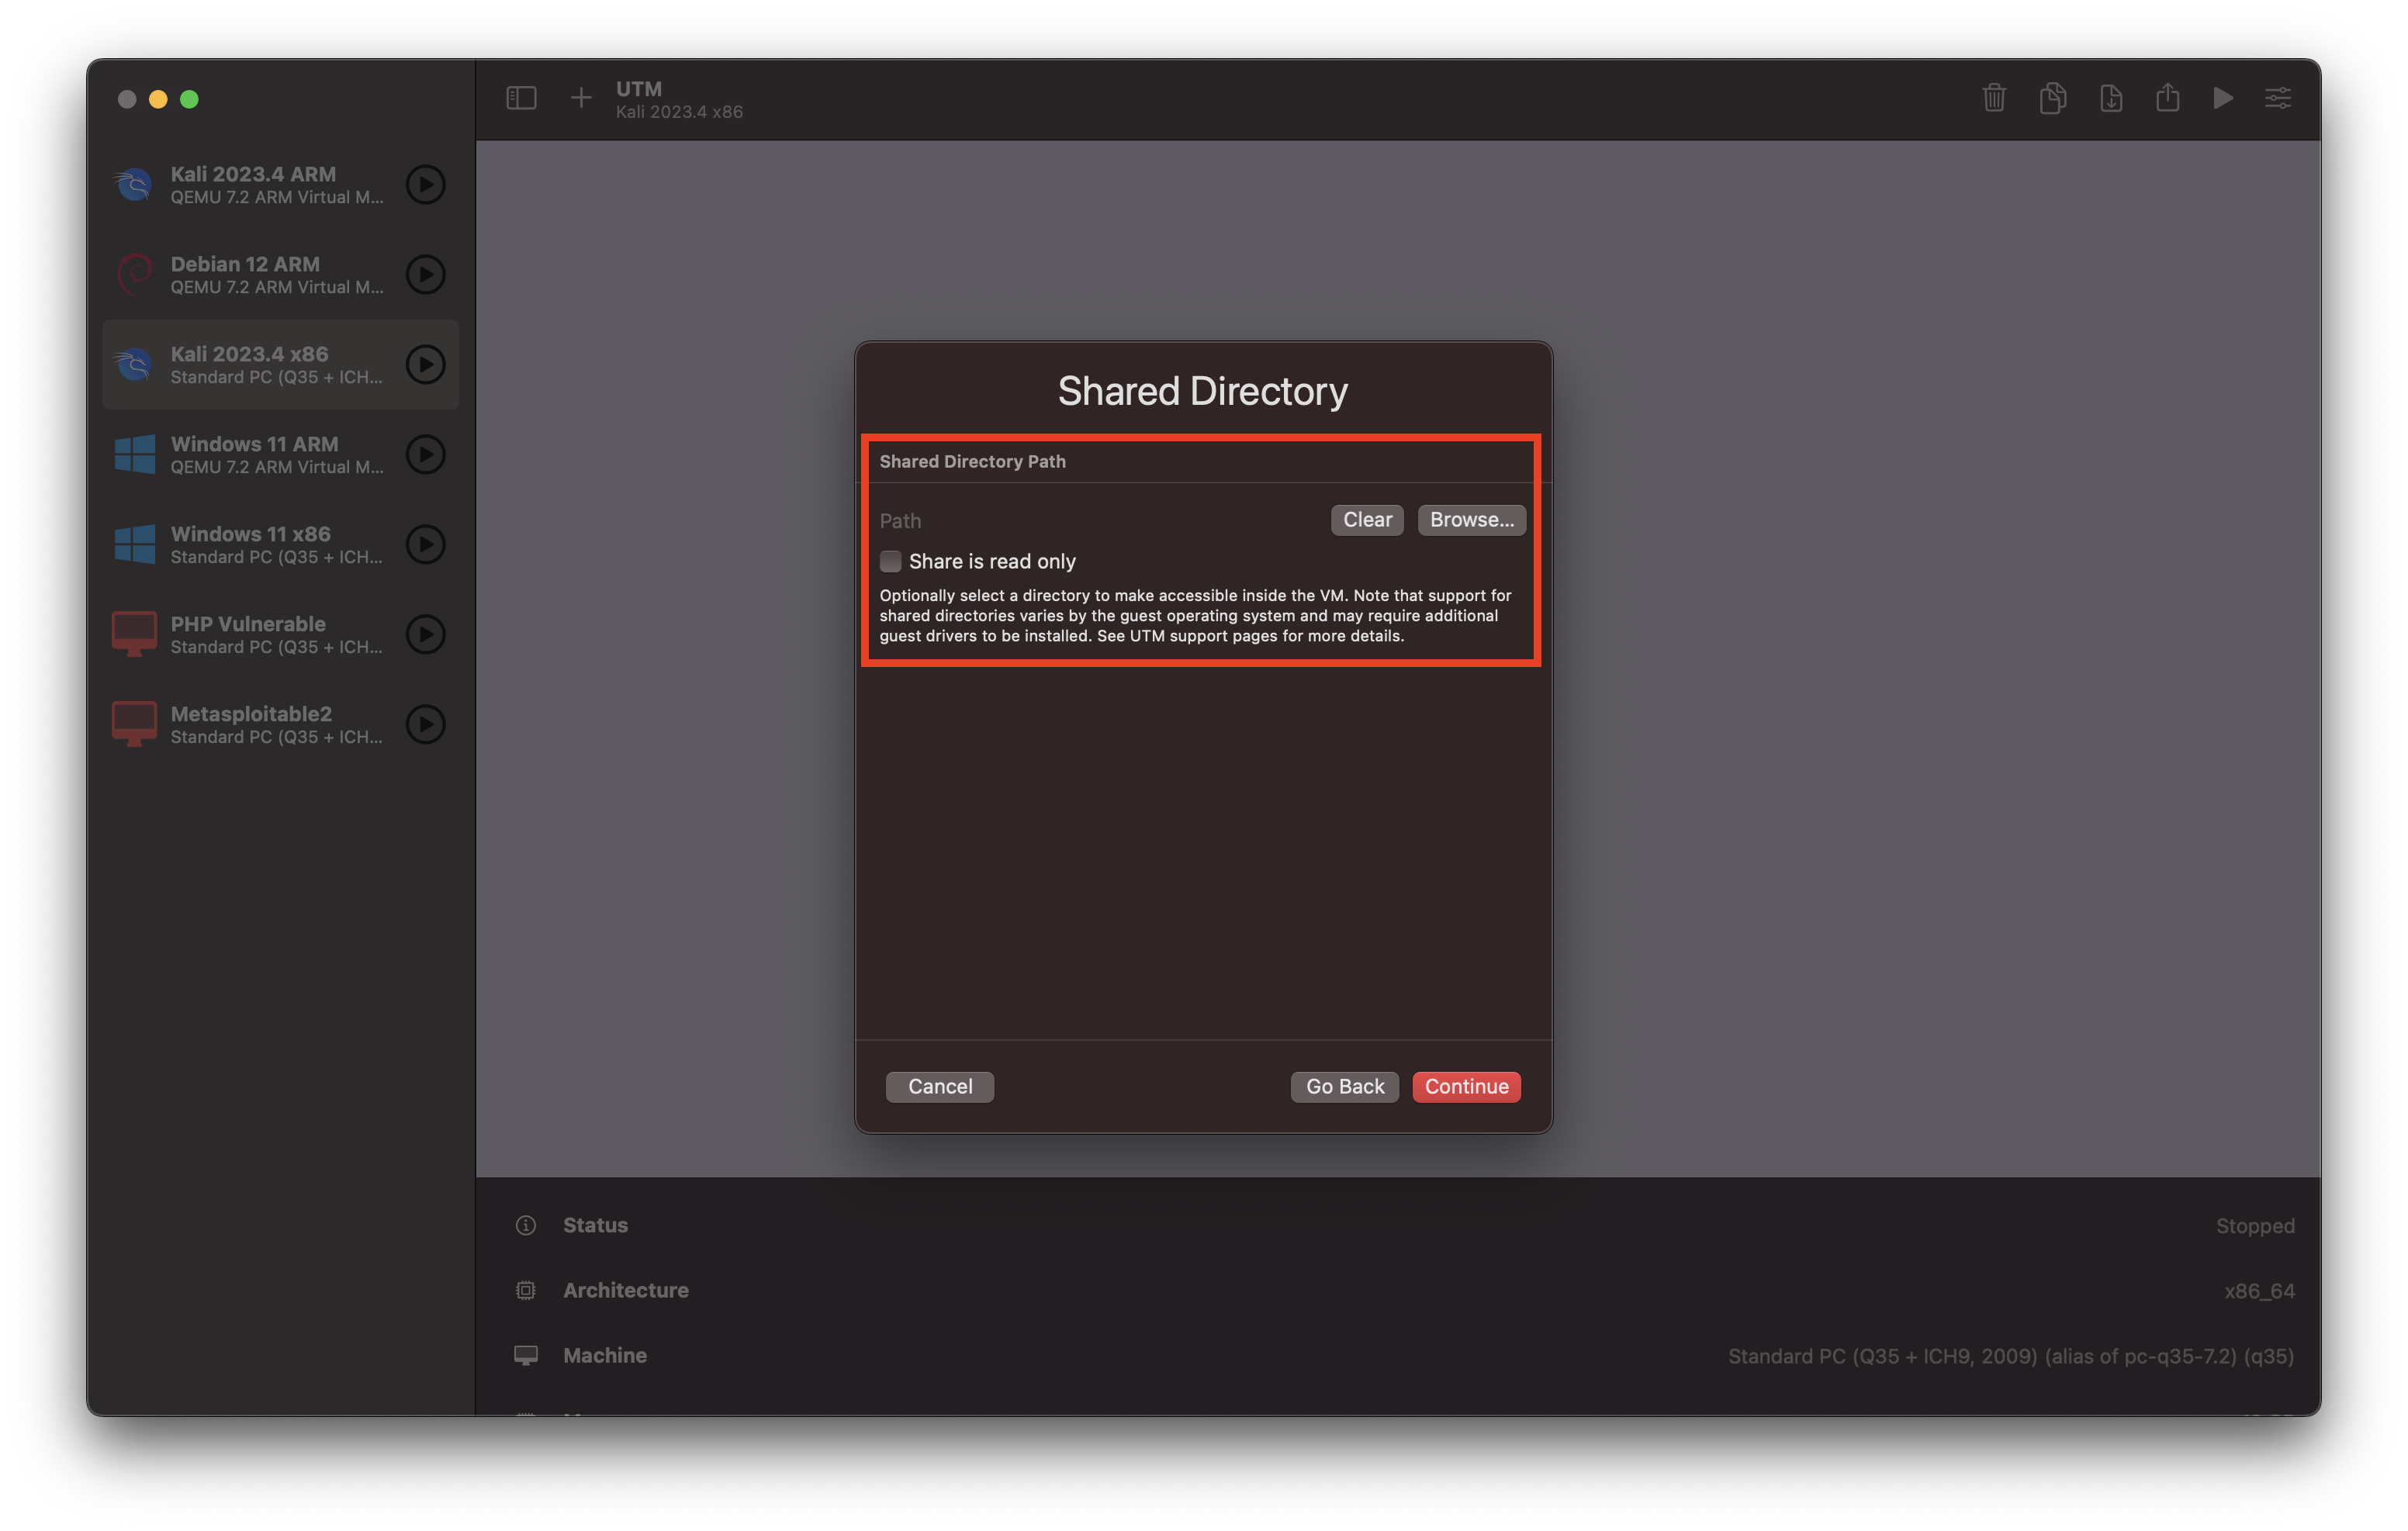 UTM
Kali 2023.4 x86
Kali 2023.4 ARM
QEMU 7.2 ARM Virtual M...
Debian 12 ARM
QEMU 7.2 ARM Virtual M...
Kali 2023.4 x86
Standard PC (Q35 + ICH...
Windows 11 ARM
QEMU 7.2 ARM Virtual M...
Windows 11 x86
Standard PC (Q35 + ICH...
PHP Vulnerable
Standard PC (Q35 + ICH...
Metasploitable2
Standard PC (Q35 + ICH...
Shared Directory
Shared Directory Path
Path Clear Browse...
Share is read only
Optionally select a directory to make accessible inside the VM. Note that support for
shared directories varies by the guest operating system and may require additional
guest drivers to be installed. See UTM support pages for more details.
Cancel Go Back Continue
Status Stopped
Architecture x86_64
Machine Standard PC (Q35 + ICH9, 2009) (alias of pc-q35-7.2) (q35)